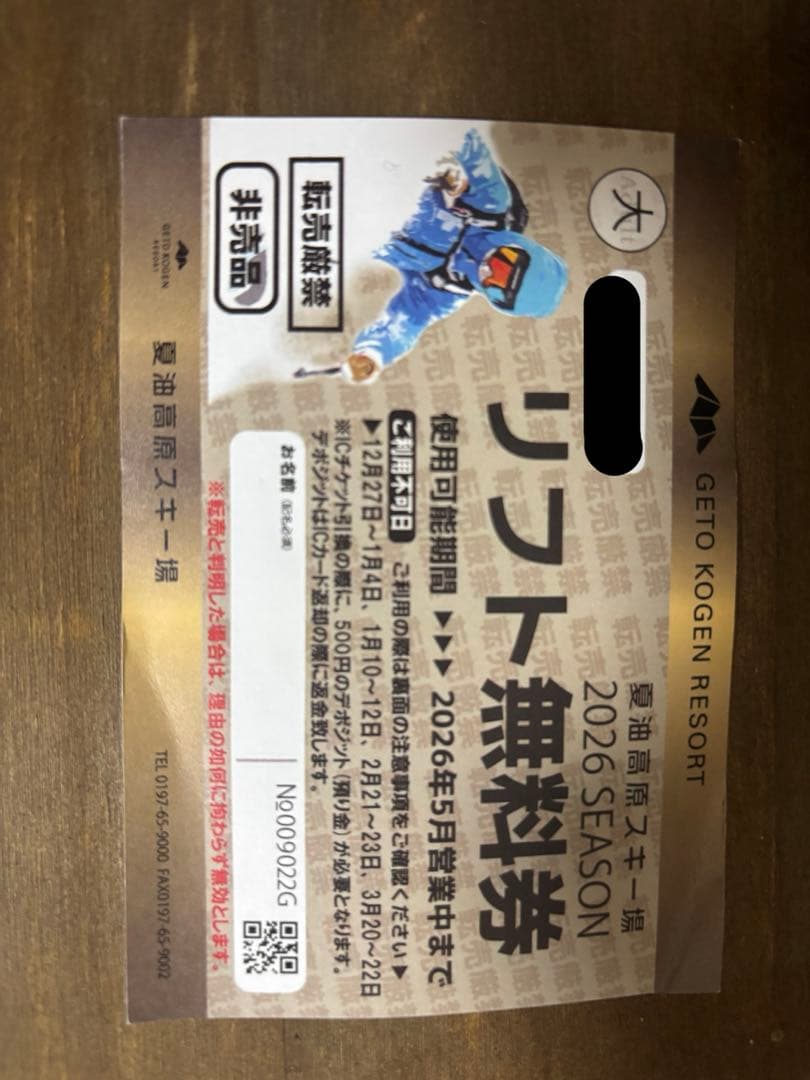 GETO KOGEN RESORT
夏油高原スキー場
2026 SEASON
大
リフト無料券
使用可能期間 ▶▶▶ 2026年5月営業中まで
ご利用不可日 ご利用の際は裏面の注意事項をご確認ください▶
▶12月27日〜1月4日、1月10〜12日、2月21〜23日、3月20〜22日
※ICチケット引換の際に、500円のデポジット(預り金)が必要となります。
デポジットはICカード返却の際に返金致します。
転売厳禁
非売品
お名前(記名必須)
No009022G
※転売と判明した場合は、理由の如何に拘わらず無効とします。
GETO KOGEN
RESORT
夏油高原スキー場
TEL 0197-65-9000 FAX0197-65-9002